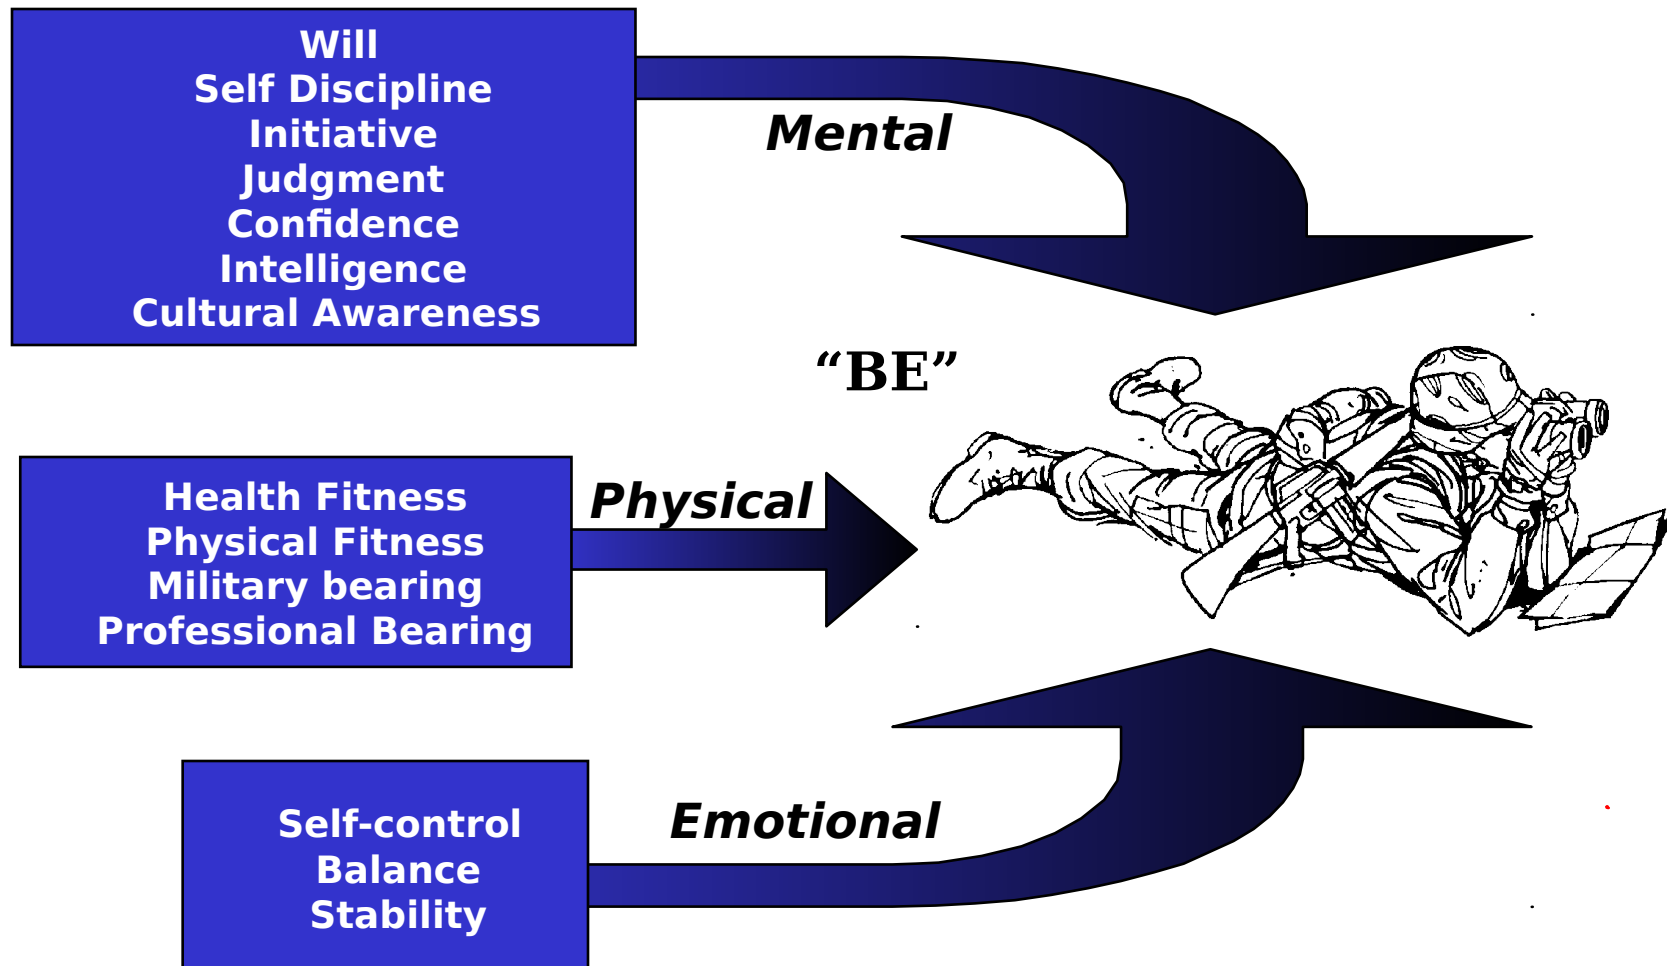 Will
Self Discipline
Initiative
Judgment
Confidence
Intelligence
Cultural Awareness
Mental
“BE”
Health Fitness
Physical Fitness
Military bearing
Professional Bearing
Physical
Self-control
Balance
Stability
Emotional